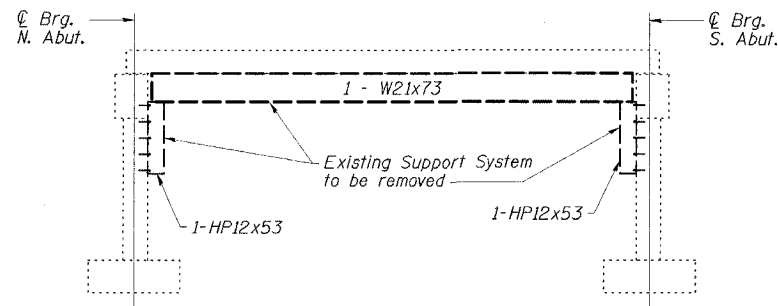 ℄ Brg.
N. Abut.
℄ Brg.
S. Abut.
1 - W21x73
Existing Support System
to be removed
1-HP12x53
1-HP12x53